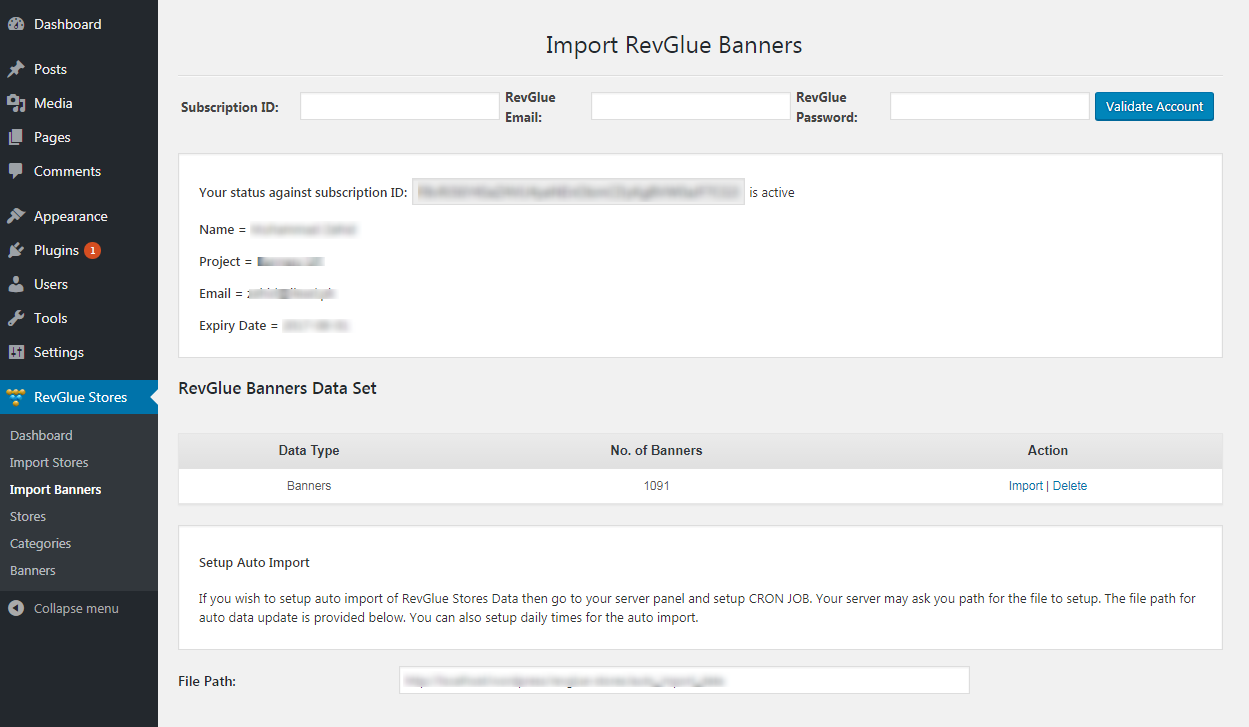 Dashboard
Posts
Media
Pages
Comments
Appearance
Plugins 1
Users
Tools
Settings
RevGlue Stores
Dashboard
Import Stores
Import Banners
Stores
Categories
Banners
Collapse menu
Import RevGlue Banners
Subscription ID:
RevGlue
Email:
RevGlue
Password:
Validate Account
Your status against subscription ID: is active
Name =
Project =
Email =
Expiry Date =
RevGlue Banners Data Set
Data Type No. of Banners Action
Banners 1091 Import | Delete
Setup Auto Import
If you wish to setup auto import of RevGlue Stores Data then go to your server panel and setup CRON JOB. Your server may ask you path for the file to setup. The file path for
auto data update is provided below. You can also setup daily times for the auto import.
File Path: